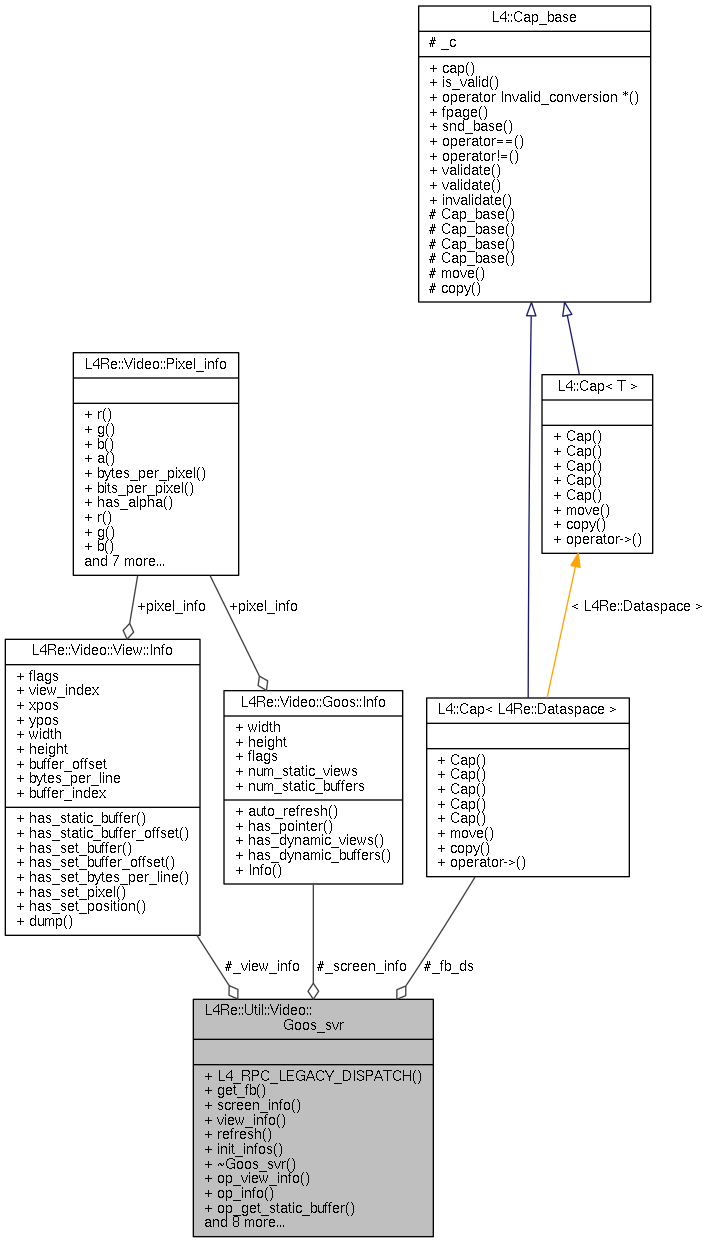 L4::Cap_base
# _c
+ cap()
+ is_valid()
+ operator Invalid_conversion *()
+ fpage()
+ snd_base()
+ operator==()
+ operator!=()
+ validate()
+ validate()
+ invalidate()
# Cap_base()
# Cap_base()
# Cap_base()
# Cap_base()
# move()
# copy()
L4Re::Video::Pixel_info
+ r()
+ g()
+ b()
+ a()
+ bytes_per_pixel()
+ bits_per_pixel()
+ has_alpha()
+ r()
+ g()
+ b()
and 7 more...
L4::Cap< T >
+ Cap()
+ Cap()
+ Cap()
+ Cap()
+ Cap()
+ move()
+ copy()
+ operator->()
+pixel_info
+pixel_info
< L4Re::Dataspace >
L4Re::Video::View::Info
+ flags
+ view_index
+ xpos
+ ypos
+ width
+ height
+ buffer_offset
+ bytes_per_line
+ buffer_index
+ has_static_buffer()
+ has_static_buffer_offset()
+ has_set_buffer()
+ has_set_buffer_offset()
+ has_set_bytes_per_line()
+ has_set_pixel()
+ has_set_position()
+ dump()
L4Re::Video::Goos::Info
+ width
+ height
+ flags
+ num_static_views
+ num_static_buffers
+ auto_refresh()
+ has_pointer()
+ has_dynamic_views()
+ has_dynamic_buffers()
+ Info()
L4::Cap< L4Re::Dataspace >
+ Cap()
+ Cap()
+ Cap()
+ Cap()
+ Cap()
+ move()
+ copy()
+ operator->()
#_view_info
#_screen_info
#_fb_ds
L4Re::Util::Video::
Goos_svr
+ L4_RPC_LEGACY_DISPATCH()
+ get_fb()
+ screen_info()
+ view_info()
+ refresh()
+ init_infos()
+ ~Goos_svr()
+ op_view_info()
+ op_info()
+ op_get_static_buffer()
and 8 more...